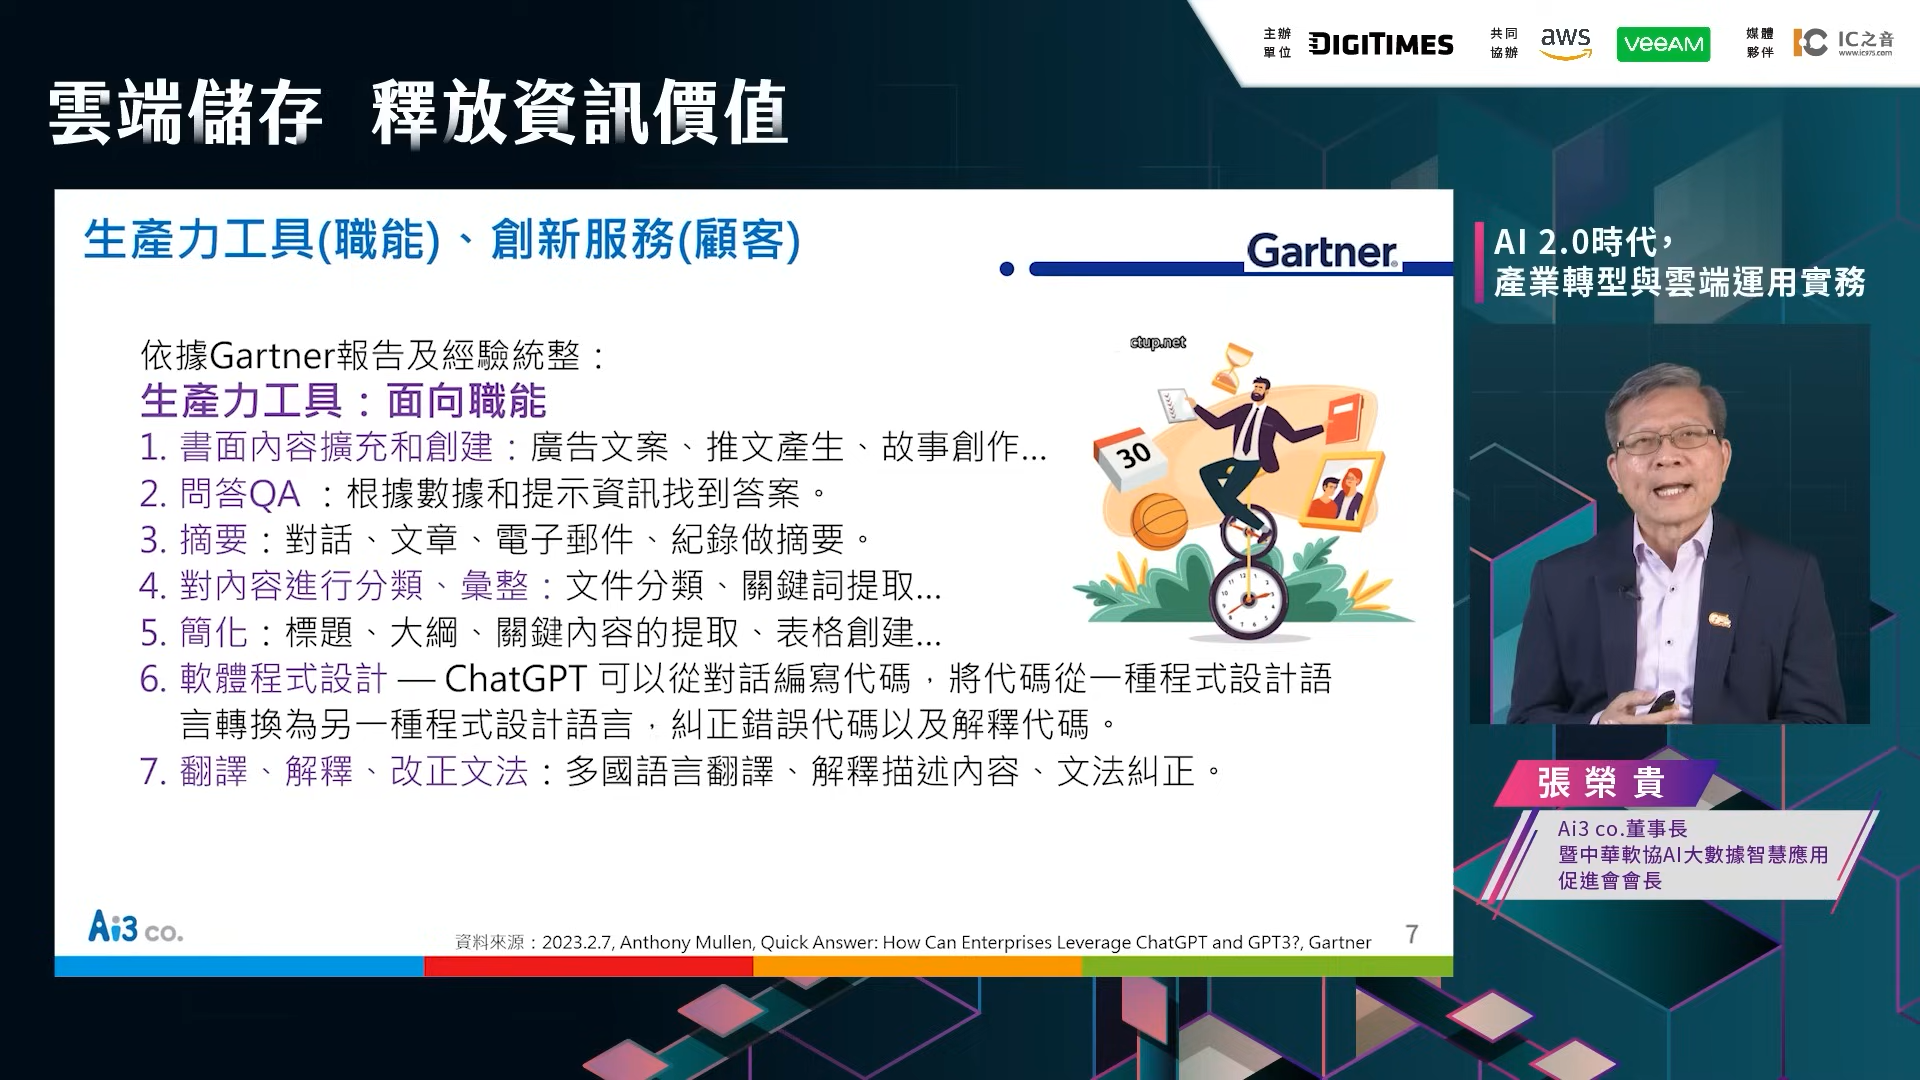 主辦
單位
DIGITIMES
共同
協辦
aws
veeAM
媒體
夥伴
IC之音
www.ic975.com
雲端儲存 釋放資訊價值
生產力工具(職能)、創新服務(顧客)
Gartner®
依據Gartner報告及經驗統整：
生產力工具：面向職能
1. 書面內容擴充和創建：廣告文案、推文產生、故事創作...
2. 問答QA ：根據數據和提示資訊找到答案。
3. 摘要：對話、文章、電子郵件、紀錄做摘要。
4. 對內容進行分類、彙整：文件分類、關鍵詞提取...
5. 簡化：標題、大綱、關鍵內容的提取、表格創建...
6. 軟體程式設計 — ChatGPT 可以從對話編寫代碼，將代碼從一種程式設計語
言轉換為另一種程式設計語言，糾正錯誤代碼以及解釋代碼。
7. 翻譯、解釋、改正文法：多國語言翻譯、解釋描述內容、文法糾正。
ctup.net
30
Ai3 co.
資料來源：2023.2.7, Anthony Mullen, Quick Answer: How Can Enterprises Leverage ChatGPT and GPT3?, Gartner
7
AI 2.0時代，
產業轉型與雲端運用實務
張榮貴
Ai3 co.董事長
暨中華軟協AI大數據智慧應用
促進會會長